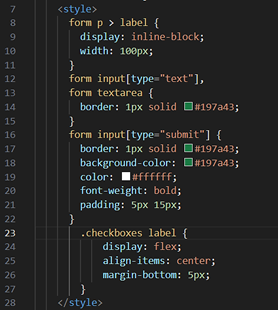 7 <style>
8 form p > label {
9 display: inline-block;
10 width: 100px;
11 }
12 form input[type="text"],
13 form textarea {
14 border: 1px solid #197a43;
15 }
16 form input[type="submit"] {
17 border: 1px solid #197a43;
18 background-color: #197a43;
19 color: #ffffff;
20 font-weight: bold;
21 padding: 5px 15px;
22 }
23 .checkboxes label {
24 display: flex;
25 align-items: center;
26 margin-bottom: 5px;
27 }
28 </style>